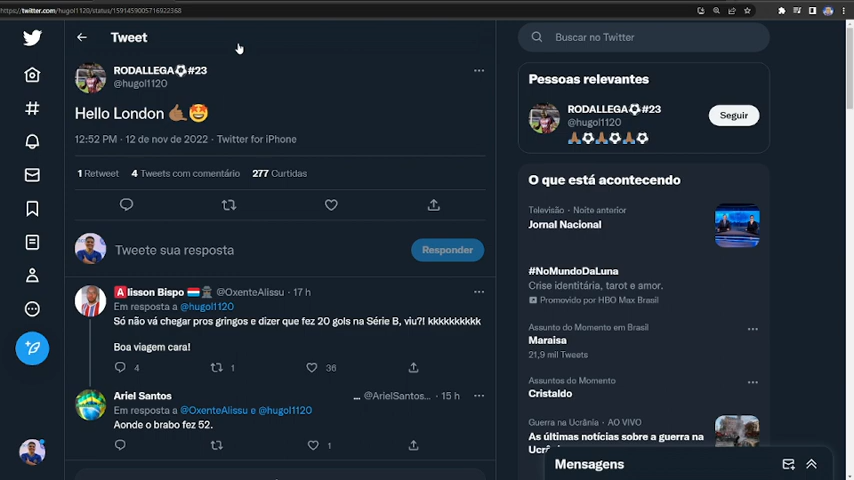 https://twitter.com/hugol1120/status/1591459005716922368
Tweet
RODALLEGA⚽#23
@hugol1120
Hello London 🤙🏾🤩
12:52 PM · 12 de nov de 2022 · Twitter for iPhone
1 Retweet 4 Tweets com comentário 277 Curtidas
Tweete sua resposta
Responder
🅰️lisson Bispo @OxenteAlissu · 17 h
Em resposta a @hugol1120
Só não vá chegar pros gringos e dizer que fez 20 gols na Série B, viu?! kkkkkkkkkk
Boa viagem cara!
4 1 36
Ariel Santos ... @ArielSantos... · 15 h
Em resposta a @OxenteAlissu e @hugol1120
Aonde o brabo fez 52.
1
Buscar no Twitter
Pessoas relevantes
RODALLEGA⚽#23
@hugol1120
Seguir
🙏🏾⚽🙏🏾⚽🙏🏾⚽
O que está acontecendo
Televisão · Noite anterior
Jornal Nacional
#NoMundoDaLuna
Crise identitária, tarot e amor.
Promovido por HBO Max Brasil
Assunto do Momento em Brasil
Maraisa
21,9 mil Tweets
Assuntos do Momento
Cristaldo
Guerra na Ucrânia · AO VIVO
As últimas notícias sobre a guerra na
Mensagens